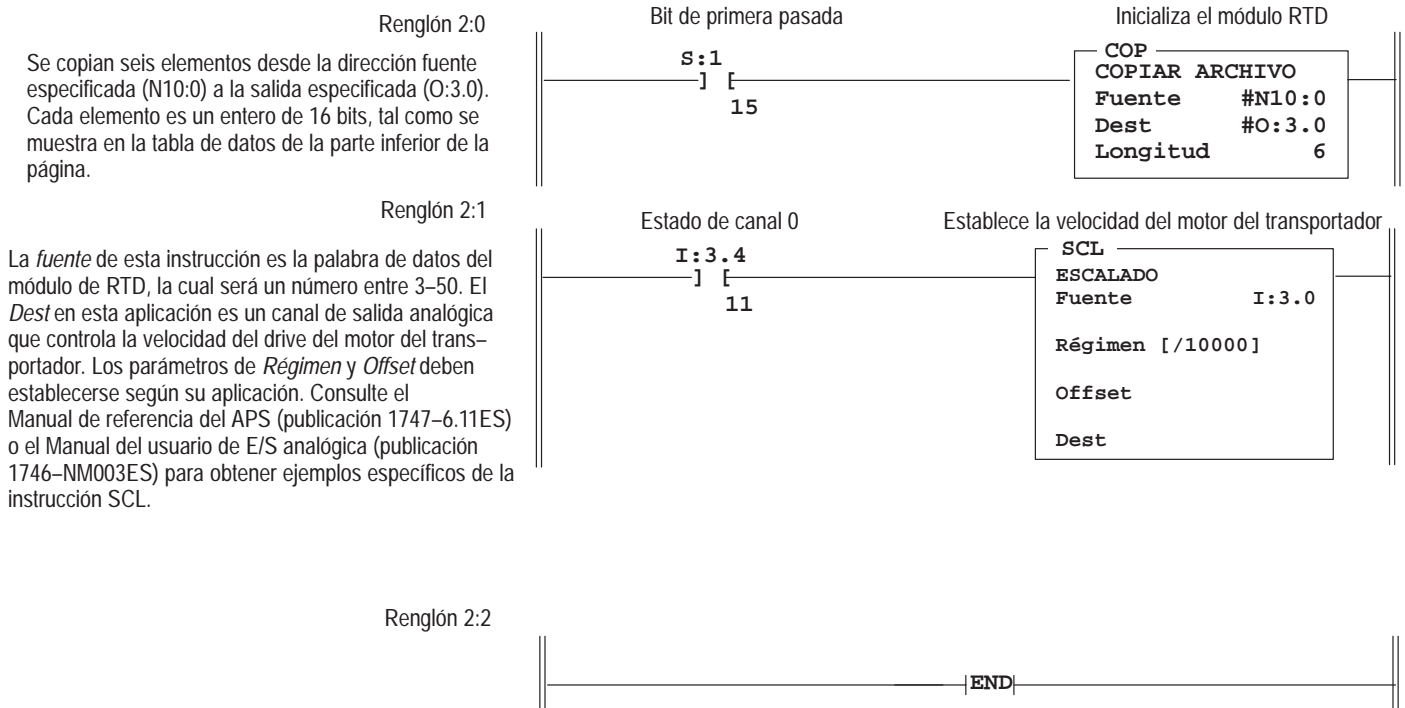 Renglón 2:0
Se copian seis elementos desde la dirección fuente
especificada (N10:0) a la salida especificada (O:3.0).
Cada elemento es un entero de 16 bits, tal como se
muestra en la tabla de datos de la parte inferior de la
página.
Bit de primera pasada
S:1
] [
15
Inicializa el módulo RTD
COP
COPIAR ARCHIVO
Fuente #N10:0
Dest #O:3.0
Longitud 6
Renglón 2:1
La fuente de esta instrucción es la palabra de datos del
módulo de RTD, la cual será un número entre 3–50. El
Dest en esta aplicación es un canal de salida analógica
que controla la velocidad del drive del motor del trans–
portador. Los parámetros de Régimen y Offset deben
establecerse según su aplicación. Consulte el
Manual de referencia del APS (publicación 1747–6.11ES)
o el Manual del usuario de E/S analógica (publicación
1746–NM003ES) para obtener ejemplos específicos de la
instrucción SCL.
Estado de canal 0
I:3.4
] [
11
Establece la velocidad del motor del transportador
SCL
ESCALADO
Fuente I:3.0
Régimen [/10000]
Offset
Dest
Renglón 2:2
END